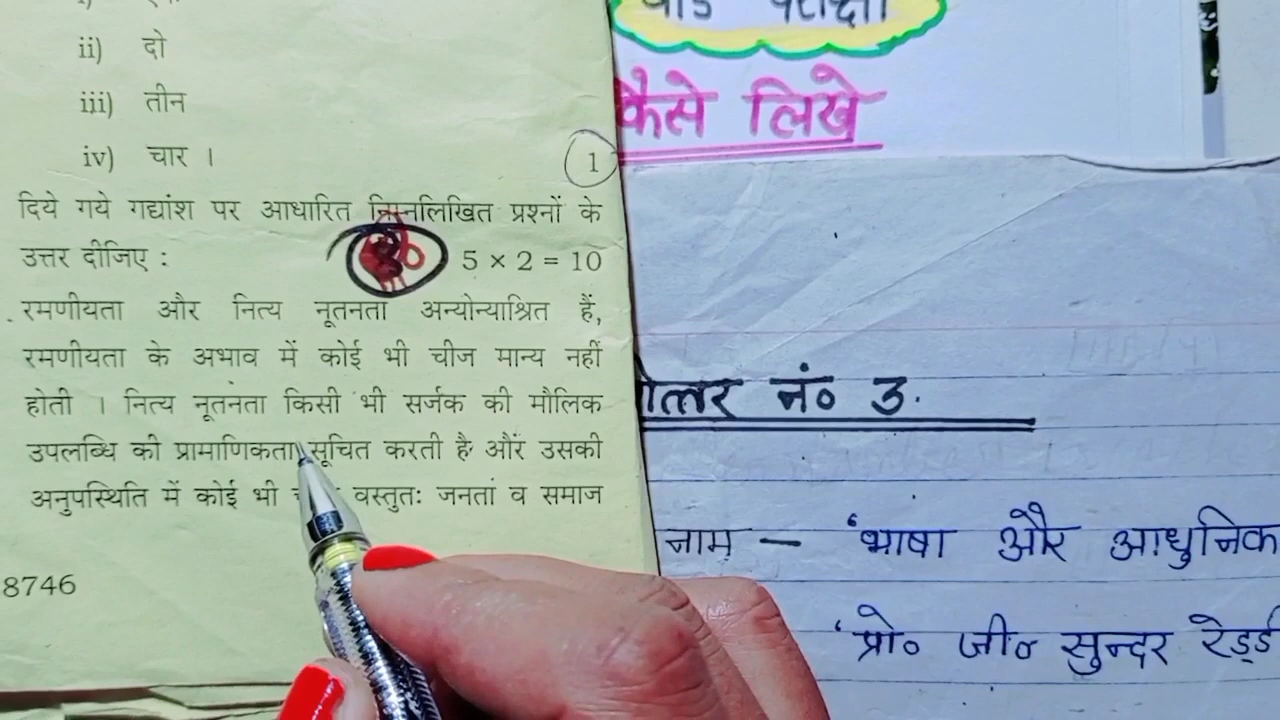 ii) दो
iii) तीन
iv) चार ।
1
दिये गये गद्यांश पर आधारित निम्नलिखित प्रश्नों के
उत्तर दीजिए :
5 × 2 = 10
रमणीयता और नित्य नूतनता अन्योन्याश्रित हैं,
रमणीयता के अभाव में कोई भी चीज मान्य नहीं
होती । नित्य नूतनता किसी भी सर्जक की मौलिक
उपलब्धि की प्रामाणिकता सूचित करती है और उसकी
अनुपस्थिति में कोई भी वस्तुतः जनता व समाज
8746
परीक्षा
कैसे लिखे
नं० 3.
नाम – 'भाषा और आधुनिक
'प्रो० जी० सुन्दर रेड्डी